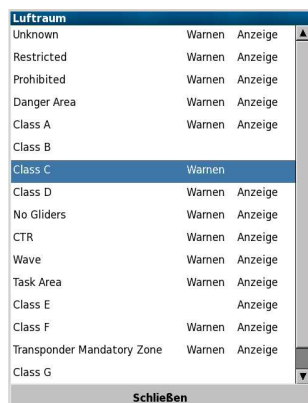 Luftraum
Unknown Warnen Anzeige
Restricted Warnen Anzeige
Prohibited Warnen Anzeige
Danger Area Warnen Anzeige
Class A Warnen Anzeige
Class B
Class C Warnen
Class D Warnen Anzeige
No Gliders Warnen Anzeige
CTR Warnen Anzeige
Wave Warnen Anzeige
Task Area Warnen Anzeige
Class E Anzeige
Class F Warnen Anzeige
Transponder Mandatory Zone Warnen Anzeige
Class G
Schließen